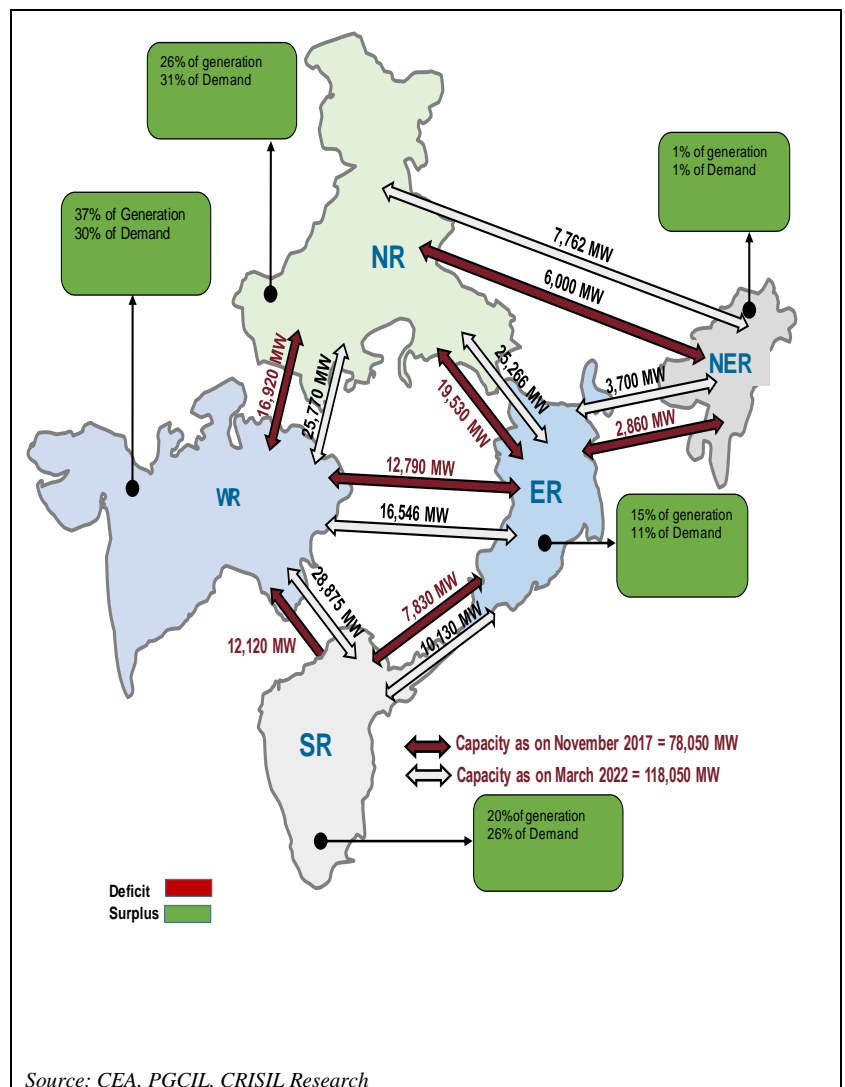 26% of generation
31% of Demand
1% of generation
1% of Demand
37% of Generation
30% of Demand
7,762 MW
NR
6,000 MW
NER
16,920 MW
25,770 MW
25,266 MW
19,530 MW
3,700 MW
2,860 MW
12,790 MW
WR
ER
16,546 MW
15% of generation
11% of Demand
28,875 MW
7,830 MW
12,120 MW
10,130 MW
SR
Capacity as on November 2017 = 78,050 MW
Capacity as on March 2022 = 118,050 MW
20% of generation
26% of Demand
Deficit
Surplus
Source: CEA, PGCIL, CRISIL Research